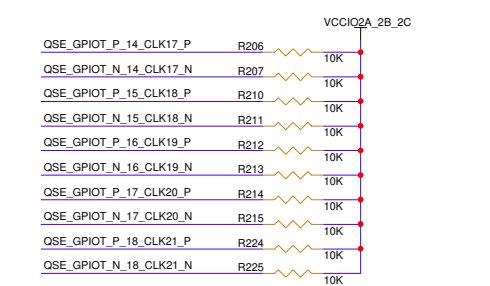 VCCIO2A_2B_2C
QSE_GPIOT_P_14_CLK17_P R206 10K
QSE_GPIOT_N_14_CLK17_N R207 10K
QSE_GPIOT_P_15_CLK18_P R210 10K
QSE_GPIOT_N_15_CLK18_N R211 10K
QSE_GPIOT_P_16_CLK19_P R212 10K
QSE_GPIOT_N_16_CLK19_N R213 10K
QSE_GPIOT_P_17_CLK20_P R214 10K
QSE_GPIOT_N_17_CLK20_N R215 10K
QSE_GPIOT_P_18_CLK21_P R224 10K
QSE_GPIOT_N_18_CLK21_N R225 10K